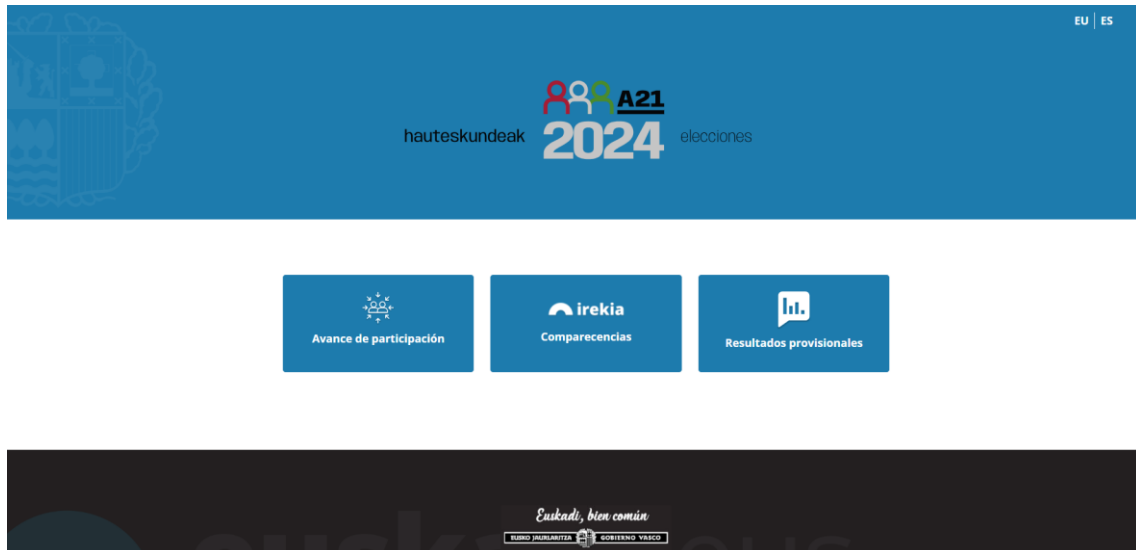 EU | ES
A21
hauteskundeak 2024 elecciones
Avance de participación
irekia
Comparecencias
Resultados provisionales
Euskadi, bien común
EUSKO JAURLARITZA GOBIERNO VASCO